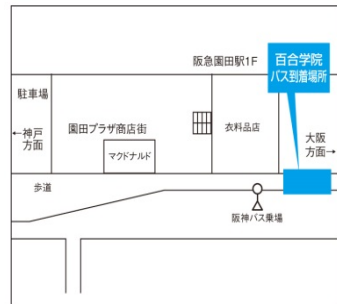 阪急園田駅1F
百合学院
バス到着場所
駐車場
←神戸
方面
園田プラザ商店街
マクドナルド
衣料品店
大阪
方面→
歩道
阪神バス乗場